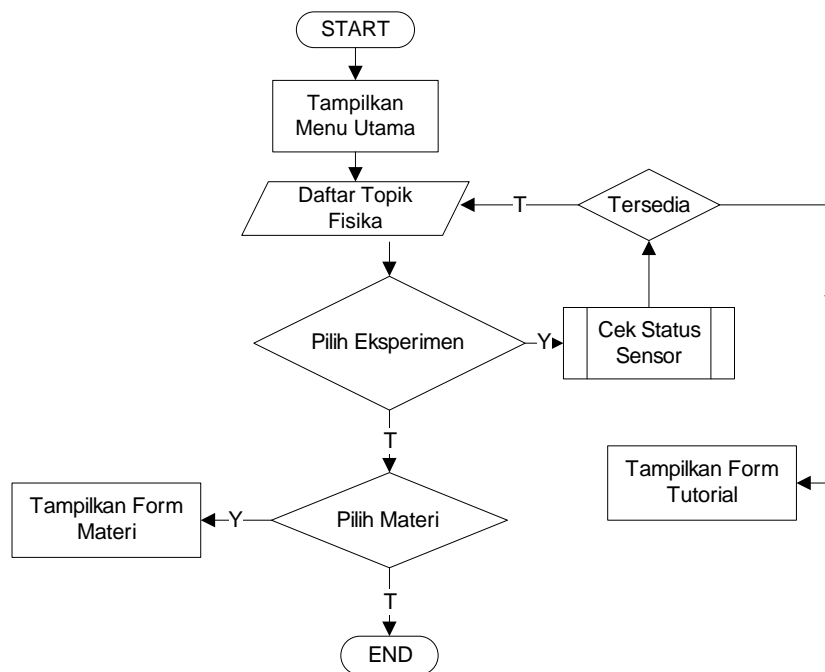 START
Tampilkan
Menu Utama
Daftar Topik
Fisika
T
Tersedia
Pilih Eksperimen
Y
Cek Status
Sensor
T
Tampilkan Form
Tutorial
Tampilkan Form
Materi
Y
Pilih Materi
T
END